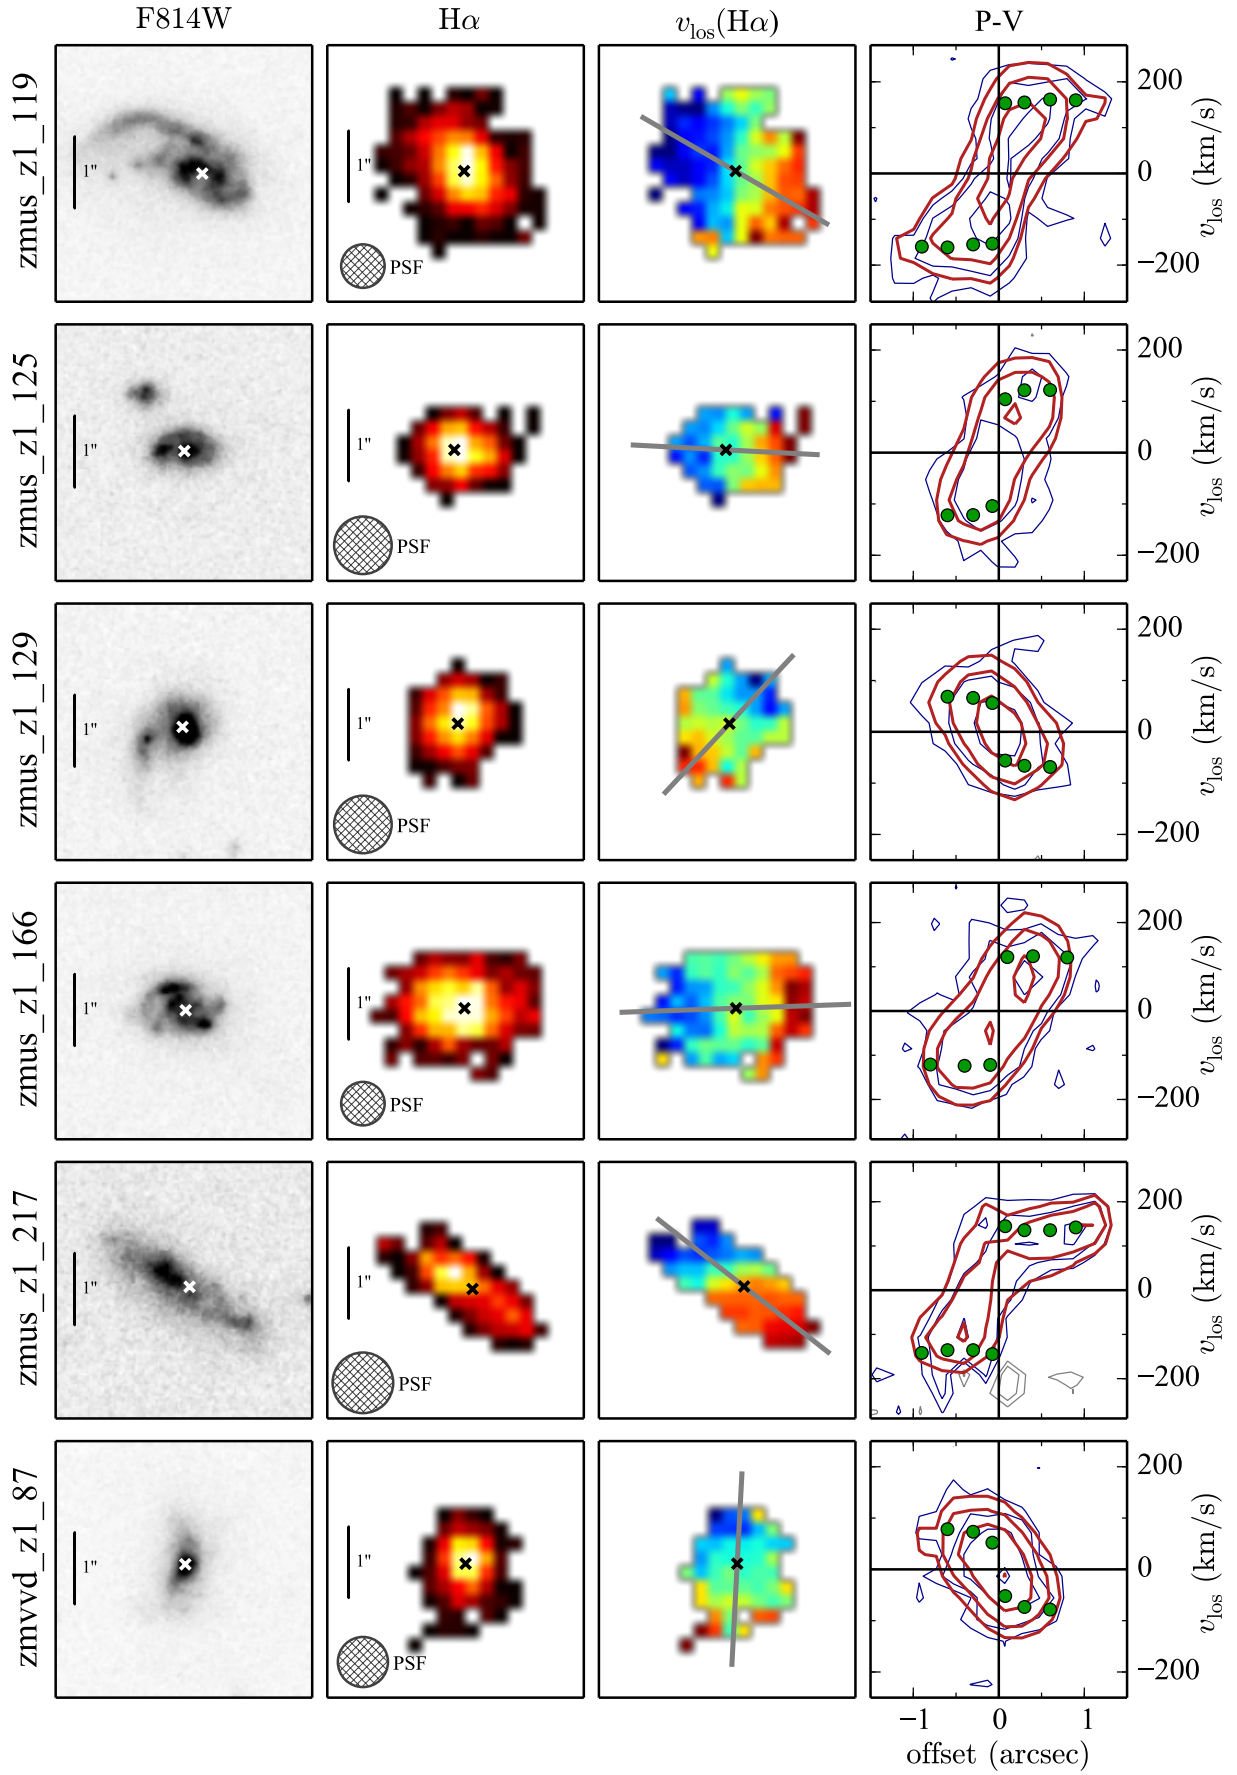 F814W Hα v_los(Hα) P-V
zmus_z1_119
1" 1" PSF
200
0
−200
v_los (km/s)
zmus_z1_125
1" 1" PSF
200
0
−200
v_los (km/s)
zmus_z1_129
1" 1" PSF
200
0
−200
v_los (km/s)
zmus_z1_166
1" 1" PSF
200
0
−200
v_los (km/s)
zmus_z1_217
1" 1" PSF
200
0
−200
v_los (km/s)
zmvvd_z1_87
1" 1" PSF
200
0
−200
v_los (km/s)
−1 0 1
offset (arcsec)